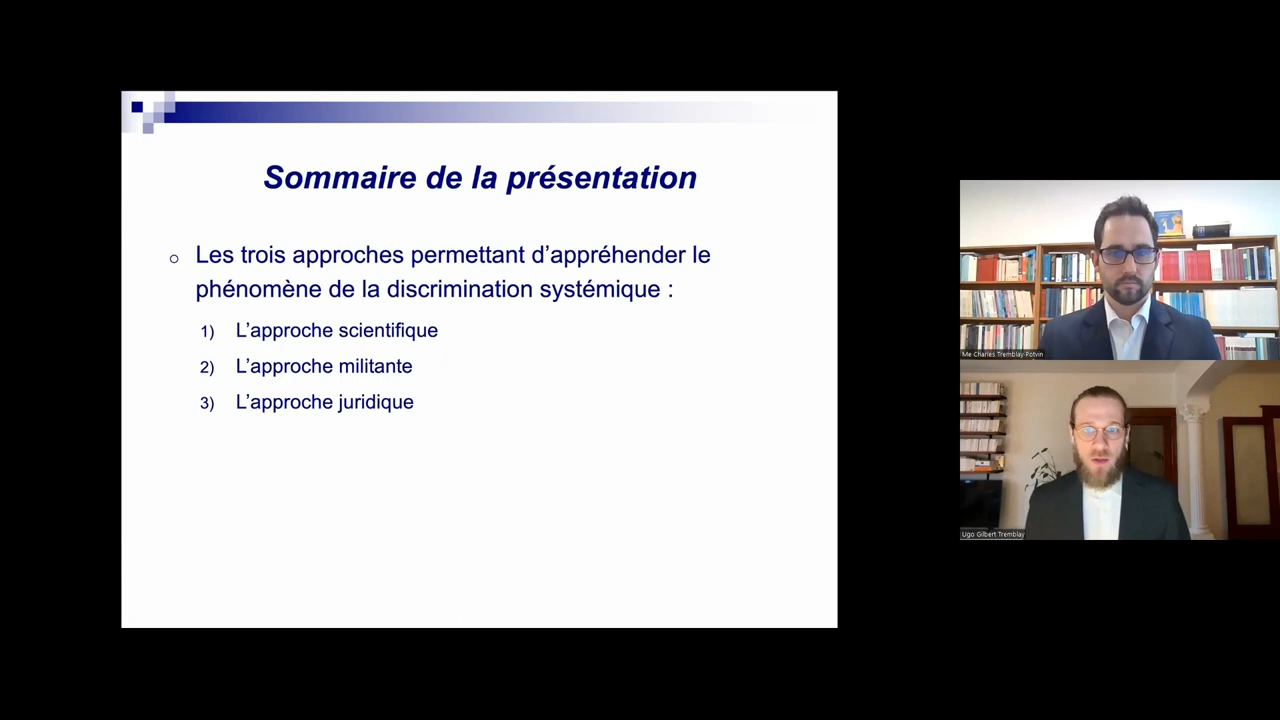 Sommaire de la présentation
Les trois approches permettant d'appréhender le
phénomène de la discrimination systémique :
1) L'approche scientifique
2) L'approche militante
3) L'approche juridique
Me Charles Tremblay Potvin
Ugo Gilbert Tremblay